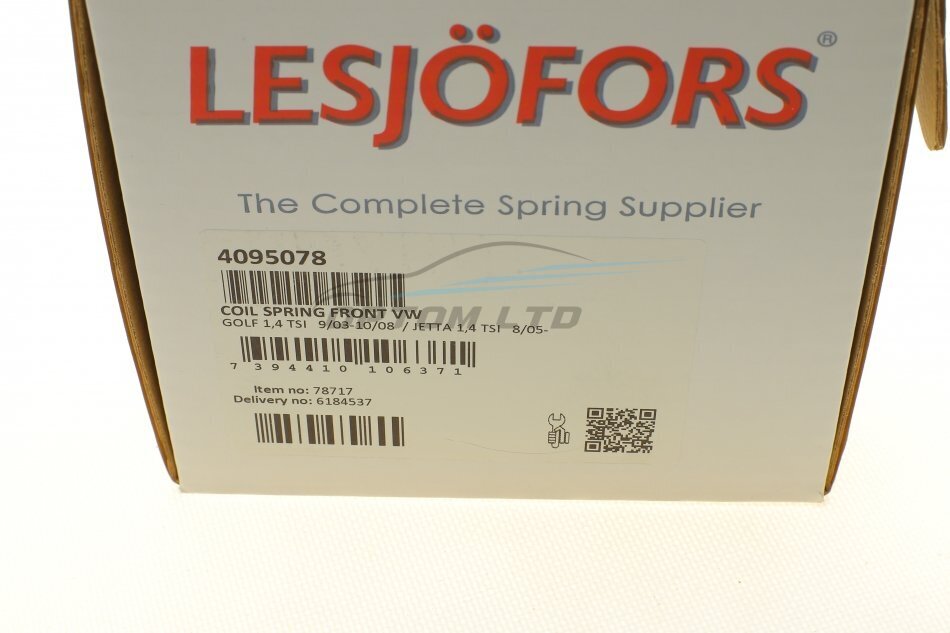 LESJÖFORS®
The Complete Spring Supplier
4095078
COIL SPRING FRONT VW
GOLF 1,4 TSI 9/03-10/08 / JETTA 1,4 TSI 8/05-
7 394410 106371
Item no: 78717
Delivery no: 6184537
LTD